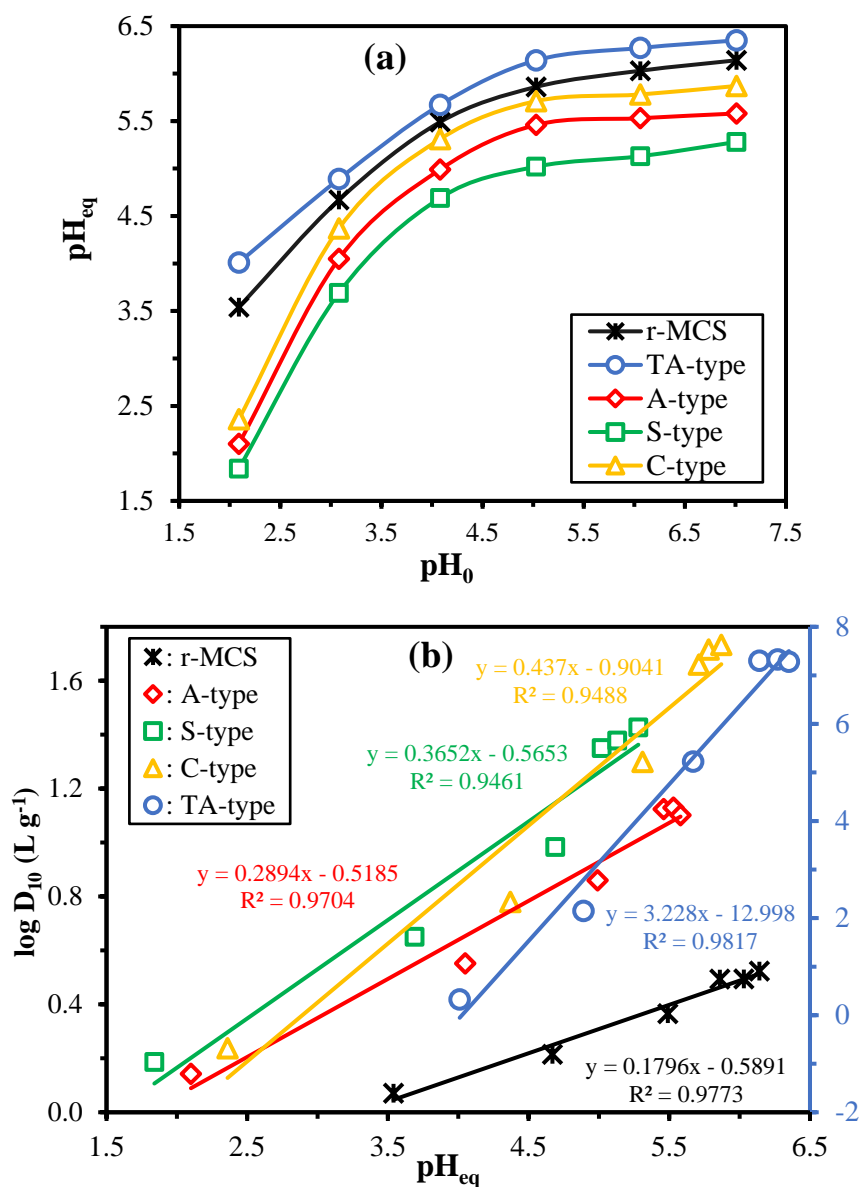 (a)
6.5
5.5
4.5
3.5
2.5
1.5
pHeq
r-MCS
TA-type
A-type
S-type
C-type
1.5 2.5 3.5 4.5 5.5 6.5 7.5
pH0
(b)
: r-MCS
: A-type
: S-type
: C-type
: TA-type
y = 0.437x - 0.9041
R² = 0.9488
y = 0.3652x - 0.5653
R² = 0.9461
y = 0.2894x - 0.5185
R² = 0.9704
y = 3.228x - 12.998
R² = 0.9817
y = 0.1796x - 0.5891
R² = 0.9773
1.6
1.2
0.8
0.4
0.0
log D10 (L g-1)
8
6
4
2
0
-2
1.5 2.5 3.5 4.5 5.5 6.5
pHeq